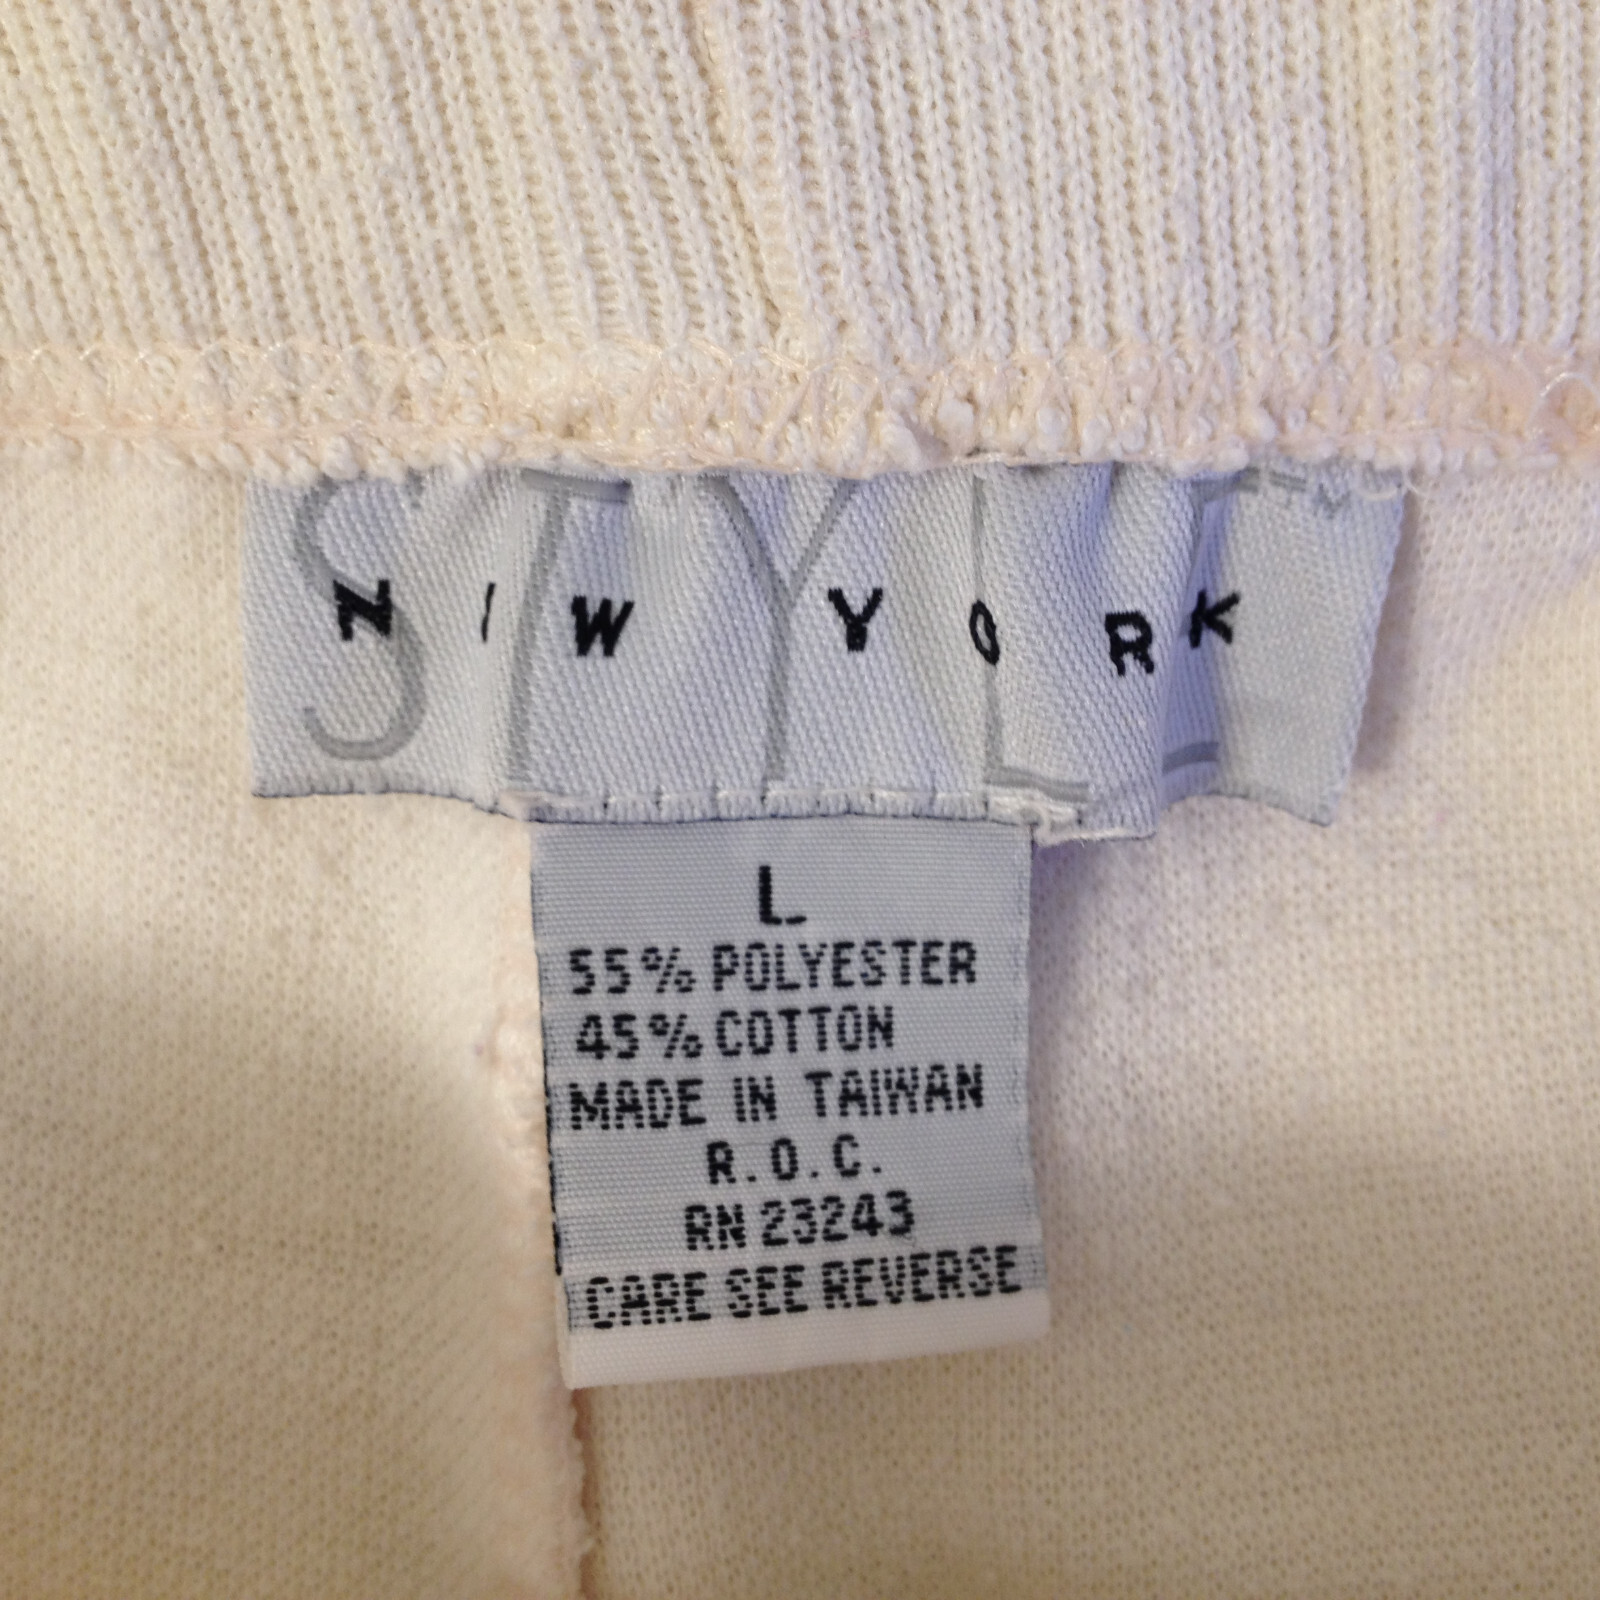 STYLE
NEW YORK
L
55% POLYESTER
45% COTTON
MADE IN TAIWAN
R.O.C.
RN 23243
CARE SEE REVERSE